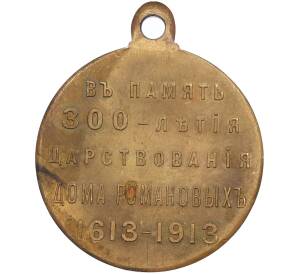 ВЪ ПАМЯТЬ
300-ЛѢТІЯ
ЦАРСТВОВАНІЯ
ДОМА РОМАНОВЫХЪ
1613-1913